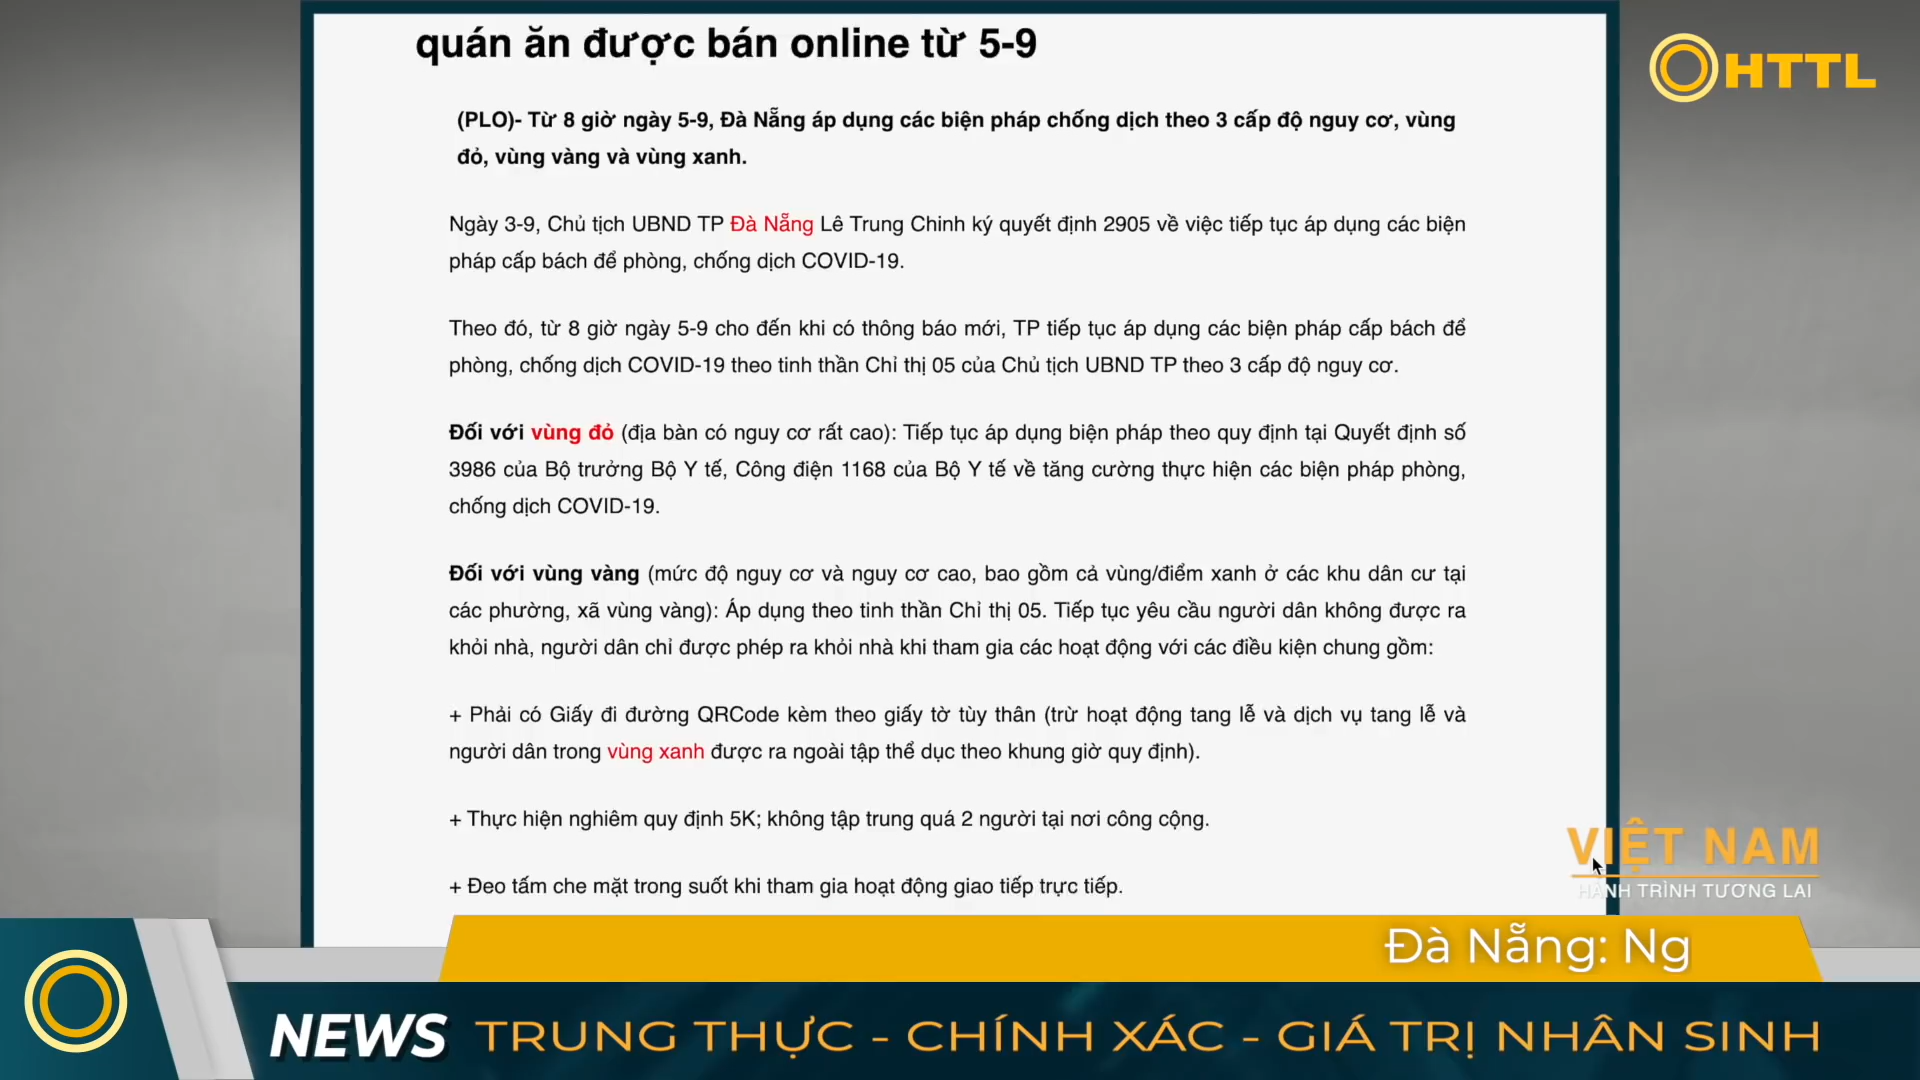 quán ăn được bán online từ 5-9
HTTL
(PLO)- Từ 8 giờ ngày 5-9, Đà Nẵng áp dụng các biện pháp chống dịch theo 3 cấp độ nguy cơ, vùng
đỏ, vùng vàng và vùng xanh.
Ngày 3-9, Chủ tịch UBND TP Đà Nẵng Lê Trung Chinh ký quyết định 2905 về việc tiếp tục áp dụng các biện
pháp cấp bách để phòng, chống dịch COVID-19.
Theo đó, từ 8 giờ ngày 5-9 cho đến khi có thông báo mới, TP tiếp tục áp dụng các biện pháp cấp bách để
phòng, chống dịch COVID-19 theo tinh thần Chỉ thị 05 của Chủ tịch UBND TP theo 3 cấp độ nguy cơ.
Đối với vùng đỏ (địa bàn có nguy cơ rất cao): Tiếp tục áp dụng biện pháp theo quy định tại Quyết định số
3986 của Bộ trưởng Bộ Y tế, Công điện 1168 của Bộ Y tế về tăng cường thực hiện các biện pháp phòng,
chống dịch COVID-19.
Đối với vùng vàng (mức độ nguy cơ và nguy cơ cao, bao gồm cả vùng/điểm xanh ở các khu dân cư tại
các phường, xã vùng vàng): Áp dụng theo tinh thần Chỉ thị 05. Tiếp tục yêu cầu người dân không được ra
khỏi nhà, người dân chỉ được phép ra khỏi nhà khi tham gia các hoạt động với các điều kiện chung gồm:
+ Phải có Giấy đi đường QRCode kèm theo giấy tờ tùy thân (trừ hoạt động tang lễ và dịch vụ tang lễ và
người dân trong vùng xanh được ra ngoài tập thể dục theo khung giờ quy định).
+ Thực hiện nghiêm quy định 5K; không tập trung quá 2 người tại nơi công cộng.
+ Đeo tấm che mặt trong suốt khi tham gia hoạt động giao tiếp trực tiếp.
VIỆT NAM
HÀNH TRÌNH TƯƠNG LAI
Đà Nẵng: Ng
NEWS TRUNG THỰC - CHÍNH XÁC - GIÁ TRỊ NHÂN SINH